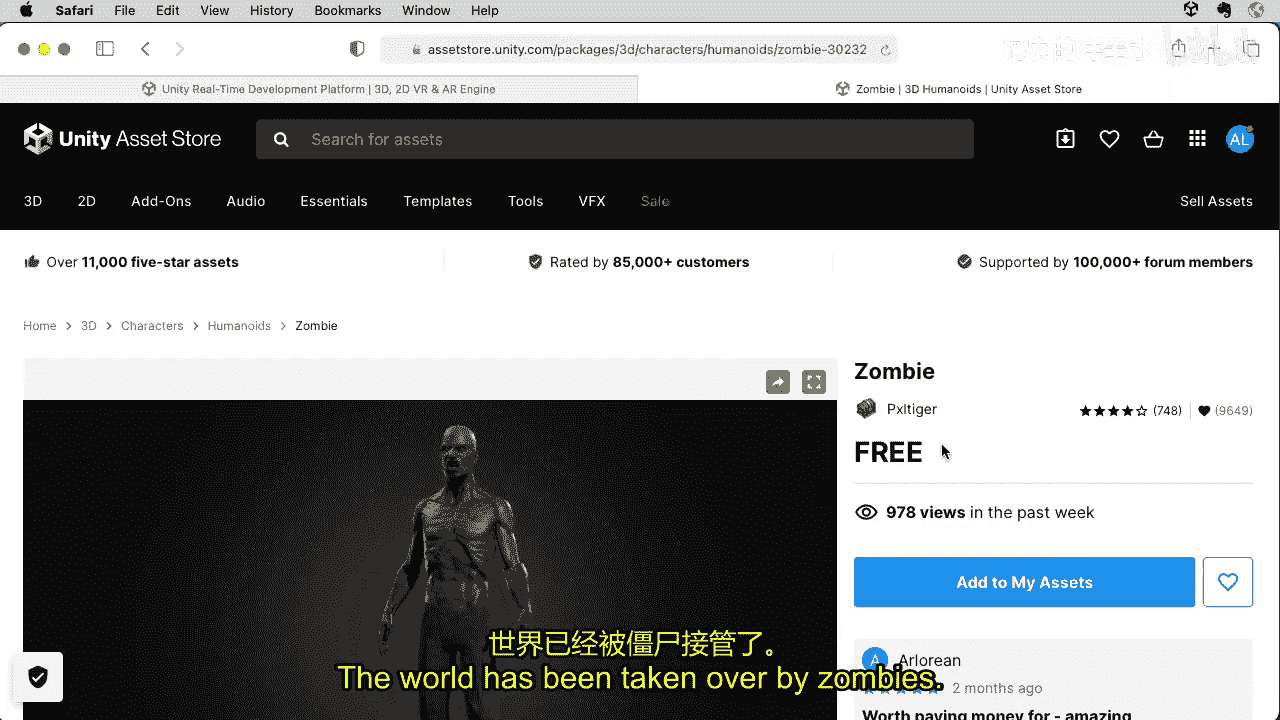 Safari File Edit View History Bookmarks Window Help
assetstore.unity.com/packages/3d/characters/humanoids/zombie-30232
Unity Real-Time Development Platform | 3D, 2D VR & AR Engine
Zombie | 3D Humanoids | Unity Asset Store
Unity Asset Store
Search for assets
AL
3D 2D Add-Ons Audio Essentials Templates Tools VFX Sale
Sell Assets
Over 11,000 five-star assets
Rated by 85,000+ customers
Supported by 100,000+ forum members
Home > 3D > Characters > Humanoids > Zombie
Zombie
Pxltiger
(748)
(9649)
FREE
978 views in the past week
Add to My Assets
A
Arlorean
2 months ago
Worth paying money for - amazing
世界已经被僵尸接管了。
The world has been taken over by zombies.